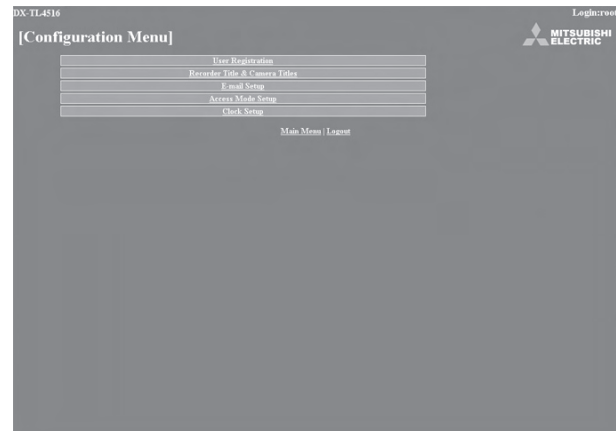 DX-TL4516
Login:root
[Configuration Menu]
MITSUBISHI
ELECTRIC
User Registration
Recorder Title & Camera Titles
E-mail Setup
Access Mode Setup
Clock Setup
Main Menu | Logout